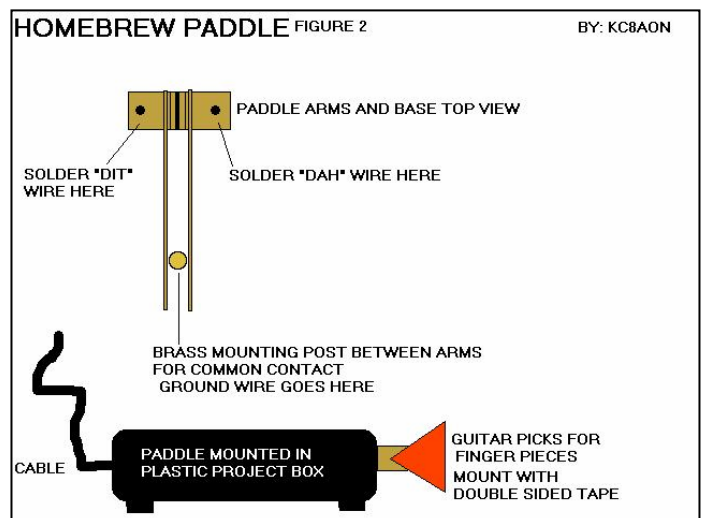 HOMEBREW PADDLE FIGURE 2 BY: KC8AON
PADDLE ARMS AND BASE TOP VIEW
SOLDER "DIT"
WIRE HERE
SOLDER "DAH" WIRE HERE
BRASS MOUNTING POST BETWEEN ARMS
FOR COMMON CONTACT
GROUND WIRE GOES HERE
CABLE
PADDLE MOUNTED IN
PLASTIC PROJECT BOX
GUITAR PICKS FOR
FINGER PIECES
MOUNT WITH
DOUBLE SIDED TAPE